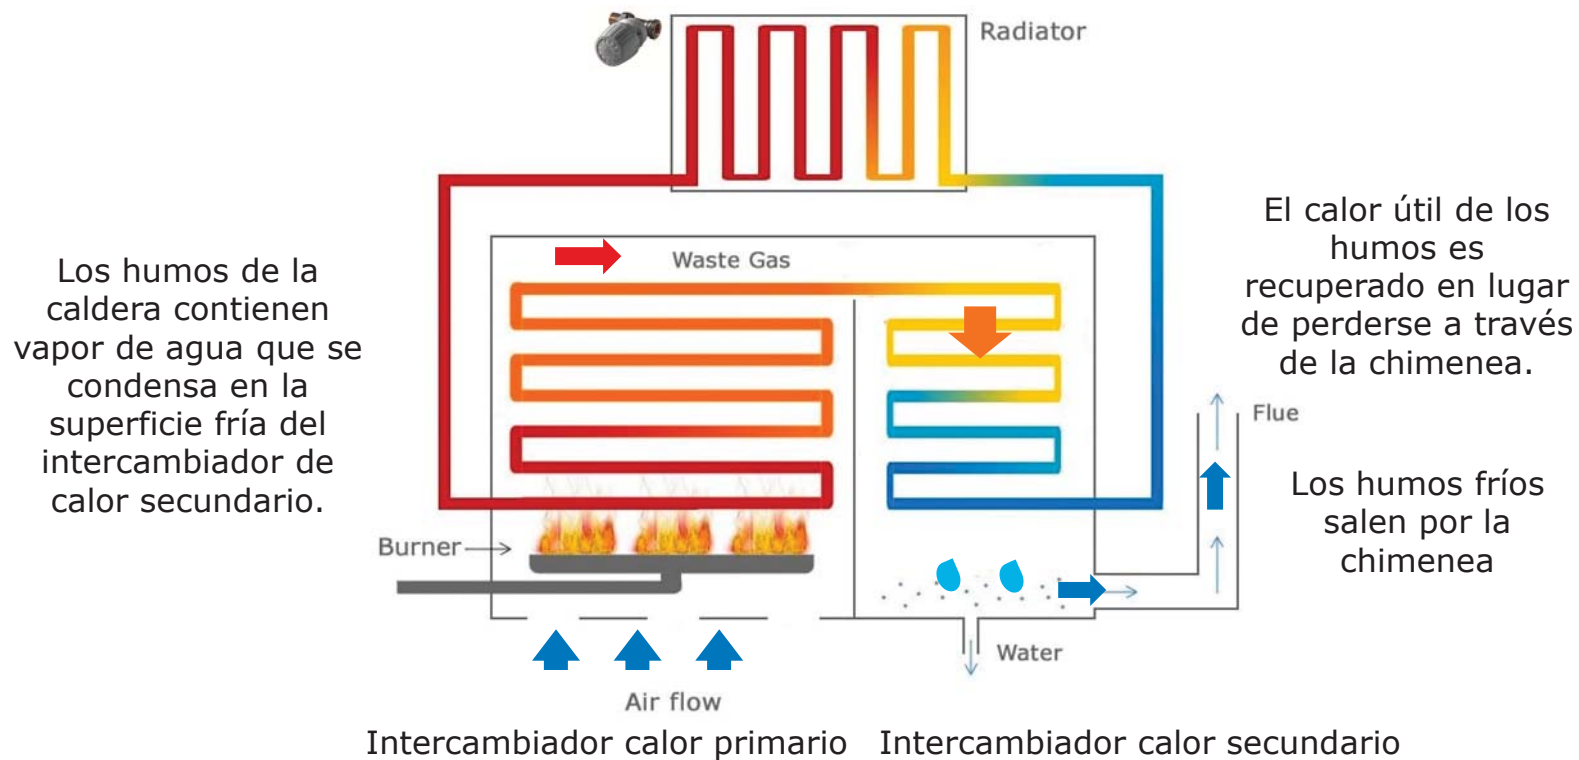 Radiator
Los humos de la
caldera contienen
vapor de agua que se
condensa en la
superficie fría del
intercambiador de
calor secundario.
Waste Gas
El calor útil de los
humos es
recuperado en lugar
de perderse a través
de la chimenea.
Flue
Los humos fríos
salen por la
chimenea
Burner
Water
Air flow
Intercambiador calor primario
Intercambiador calor secundario